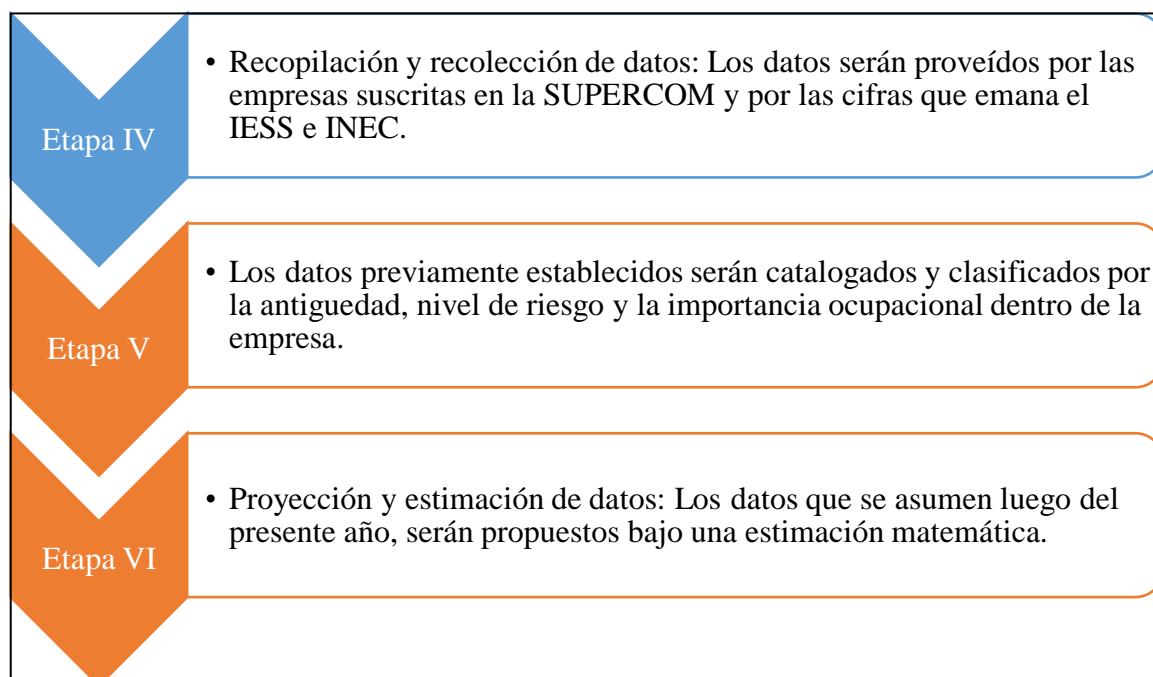 Etapa IV
• Recopilación y recolección de datos: Los datos serán proveídos por las
empresas suscritas en la SUPERCOM y por las cifras que emana el
IESS e INEC.
Etapa V
• Los datos previamente establecidos serán catalogados y clasificados por
la antiguedad, nivel de riesgo y la importancia ocupacional dentro de la
empresa.
Etapa VI
• Proyección y estimación de datos: Los datos que se asumen luego del
presente año, serán propuestos bajo una estimación matemática.